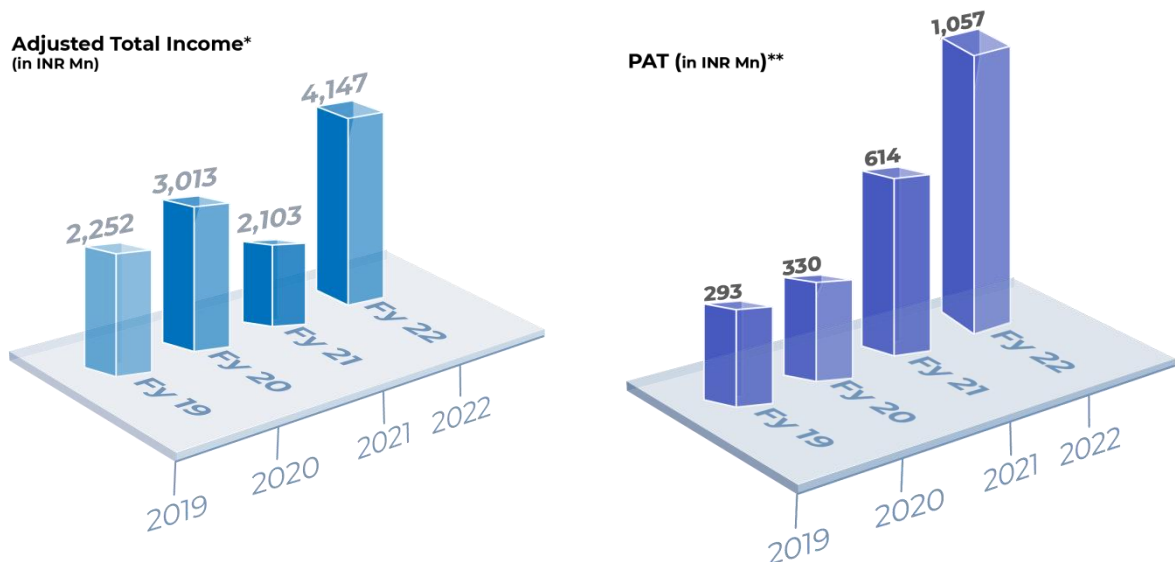 Adjusted Total Income*
(in INR Mn)
2,252
3,013
2,103
4,147
Fy 19
Fy 20
Fy 21
Fy 22
2019
2020
2021
2022
PAT (in INR Mn)**
293
330
614
1,057
Fy 19
Fy 20
Fy 21
Fy 22
2019
2020
2021
2022